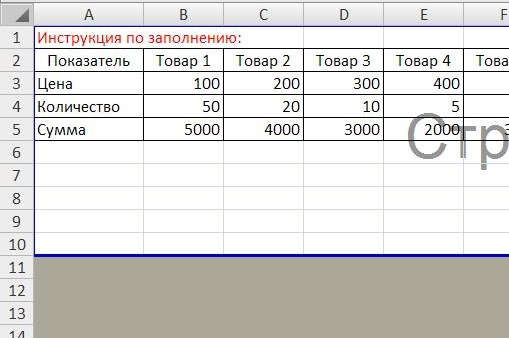 A B C D E F
1 Инструкция по заполнению:
2 Показатель Товар 1 Товар 2 Товар 3 Товар 4 Това
3 Цена 100 200 300 400
4 Количество 50 20 10 5
5 Сумма 5000 4000 3000 2000 3
Стр
6
7
8
9
10
11
12
13
14